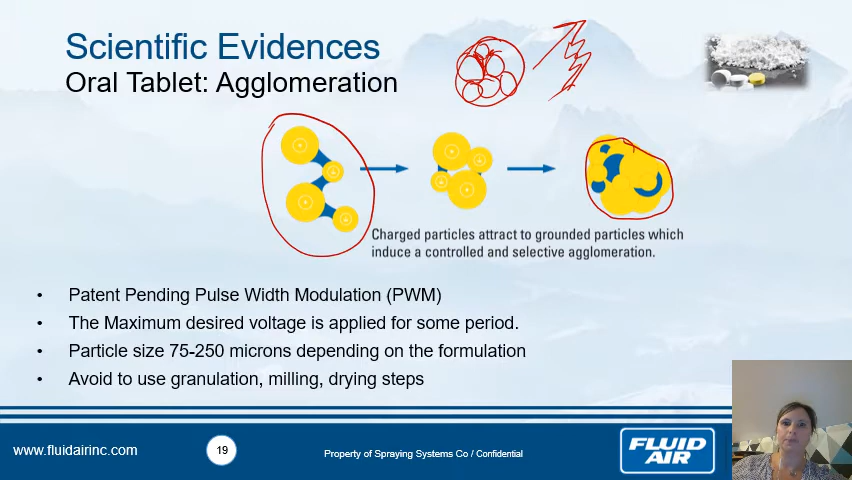 Scientific Evidences
Oral Tablet: Agglomeration
Charged particles attract to grounded particles which
induce a controlled and selective agglomeration.
• Patent Pending Pulse Width Modulation (PWM)
• The Maximum desired voltage is applied for some period.
• Particle size 75-250 microns depending on the formulation
• Avoid to use granulation, milling, drying steps
www.fluidairinc.com
19
Property of Spraying Systems Co / Confidential
FLUID
AIR